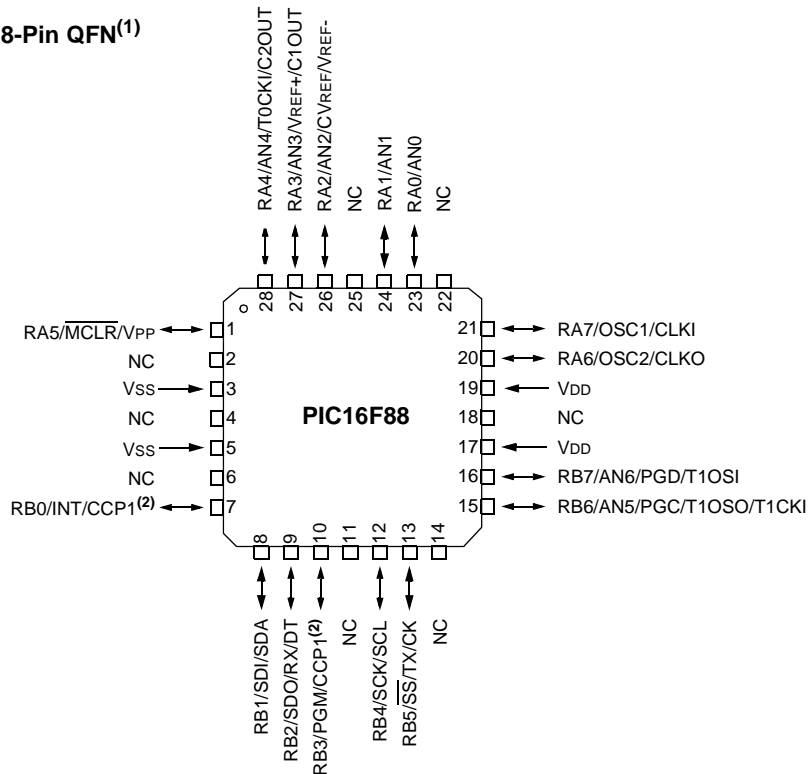 8-Pin QFN(1)
RA4/AN4/T0CKI/C2OUT
RA3/AN3/VREF+/C1OUT
RA2/AN2/CVREF/VREF-
NC
RA1/AN1
RA0/AN0
NC
28
27
26
25
24
23
22
RA5/MCLR/VPP
1
NC
2
VSS
3
NC
4
VSS
5
NC
6
RB0/INT/CCP1(2)
7
PIC16F88
21
RA7/OSC1/CLKI
20
RA6/OSC2/CLKO
19
VDD
18
NC
17
VDD
16
RB7/AN6/PGD/T1OSI
15
RB6/AN5/PGC/T1OSO/T1CKI
8
9
10
11
12
13
14
RB1/SDI/SDA
RB2/SDO/RX/DT
RB3/PGM/CCP1(2)
NC
RB4/SCK/SCL
RB5/SS/TX/CK
NC